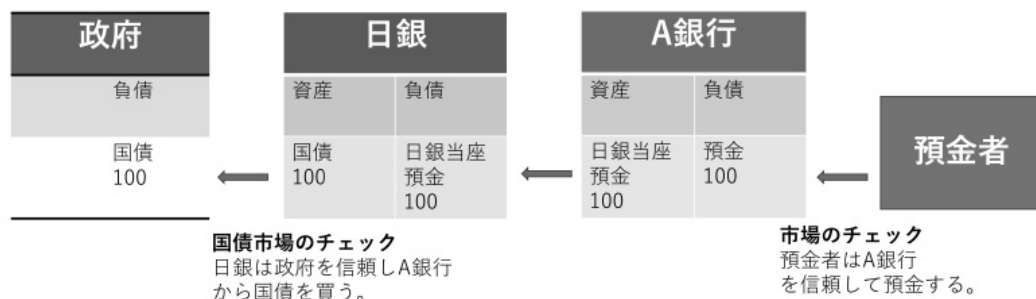 政府
負債
国債
100
日銀
資産
負債
国債
100
日銀当座
預金
100
A銀行
資産
負債
日銀当座
預金
100
預金
100
預金者
国債市場のチェック
日銀は政府を信頼しA銀行
から国債を買う。
市場のチェック
預金者はA銀行
を信頼して預金する。